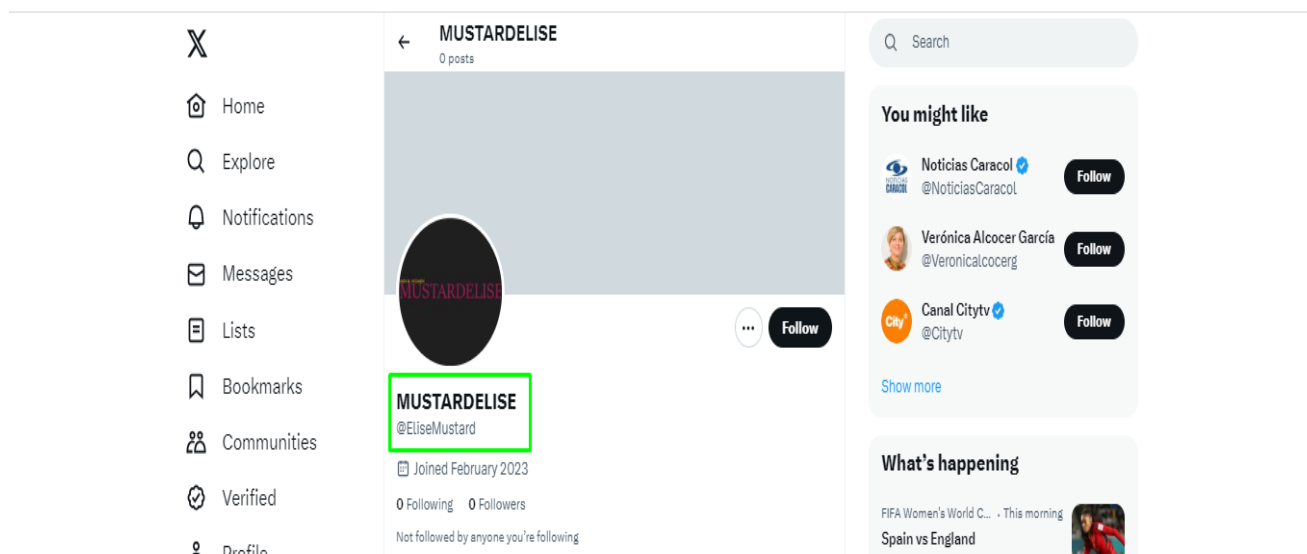 Home
Explore
Notifications
Messages
Lists
Bookmarks
Communities
Verified
Profile
MUSTARDELISE
0 posts
MUSTARDELISE
Follow
MUSTARDELISE
@EliseMustard
Joined February 2023
0 Following 0 Followers
Not followed by anyone you're following
Search
You might like
Noticias Caracol
@NoticiasCaracol
Follow
NOTICIAS
CARACOL
Verónica Alcocer García
@Veronicalcocerg
Follow
City
Canal Citytv
@Citytv
Follow
Show more
What's happening
FIFA Women's World C... · This morning
Spain vs England